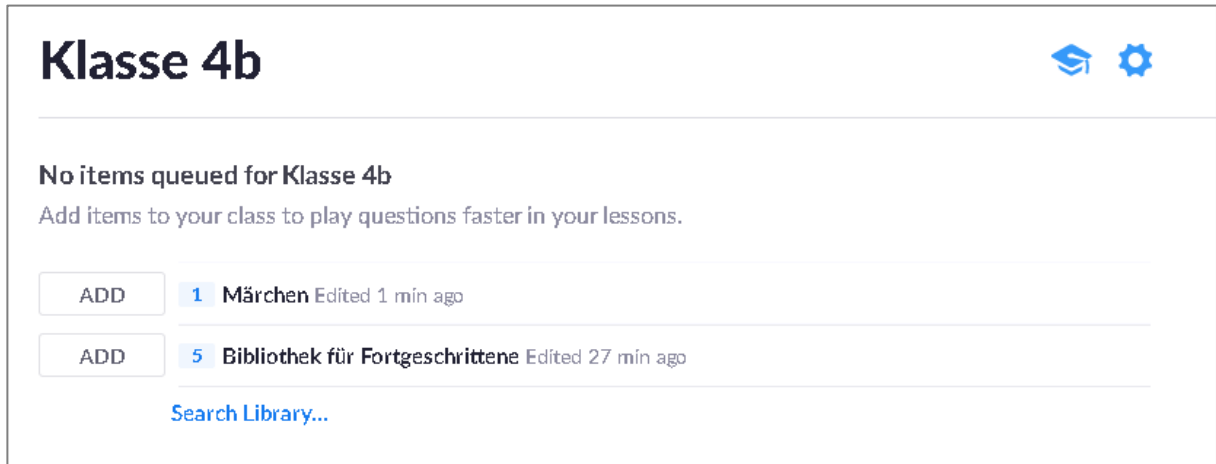 Klasse 4b
No items queued for Klasse 4b
Add items to your class to play questions faster in your lessons.
ADD 1 Märchen Edited 1 min ago
ADD 5 Bibliothek für Fortgeschrittene Edited 27 min ago
Search Library...